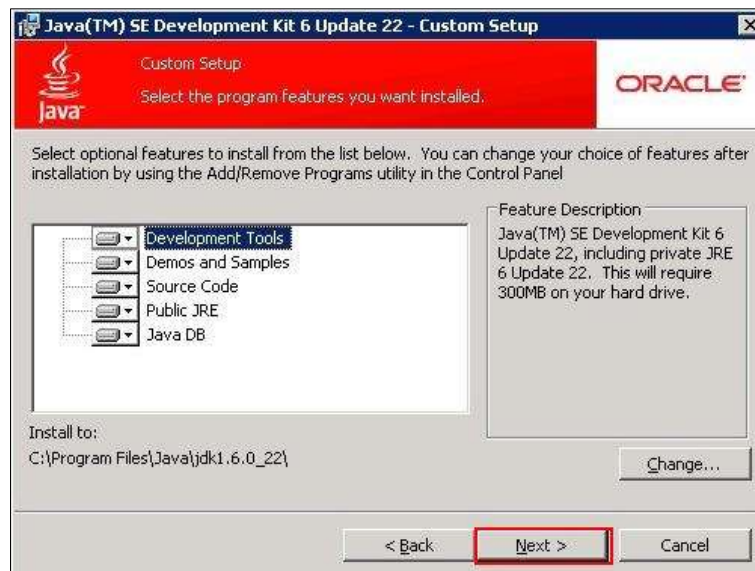 Java(TM) SE Development Kit 6 Update 22 - Custom Setup
Java
Custom Setup
Select the program features you want installed.
ORACLE
Select optional features to install from the list below. You can change your choice of features after
installation by using the Add/Remove Programs utility in the Control Panel
Development Tools
Demos and Samples
Source Code
Public JRE
Java DB
Feature Description
Java(TM) SE Development Kit 6
Update 22, including private JRE
6 Update 22. This will require
300MB on your hard drive.
Install to:
C:\Program Files\Java\jdk1.6.0_22\
Change...
< Back
Next >
Cancel